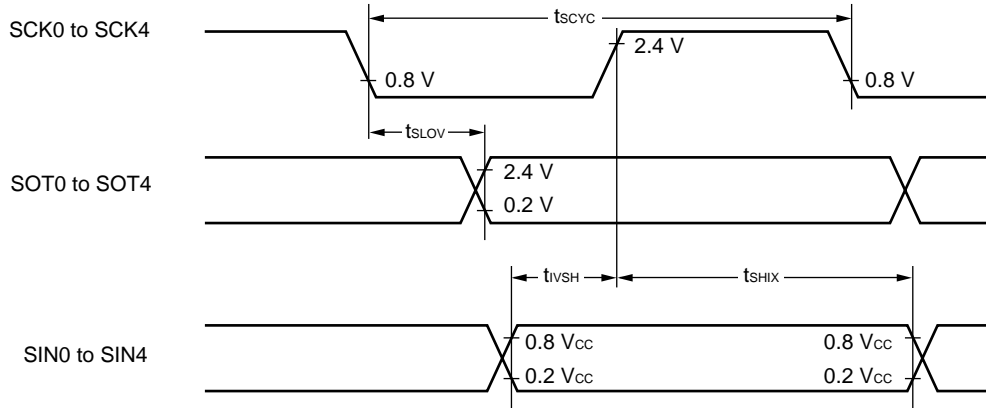 tSCYC
SCK0 to SCK4
2.4 V
0.8 V
0.8 V
tSLOV
SOT0 to SOT4
2.4 V
0.2 V
tIVSH
tSHIX
SIN0 to SIN4
0.8 VCC
0.8 VCC
0.2 VCC
0.2 VCC